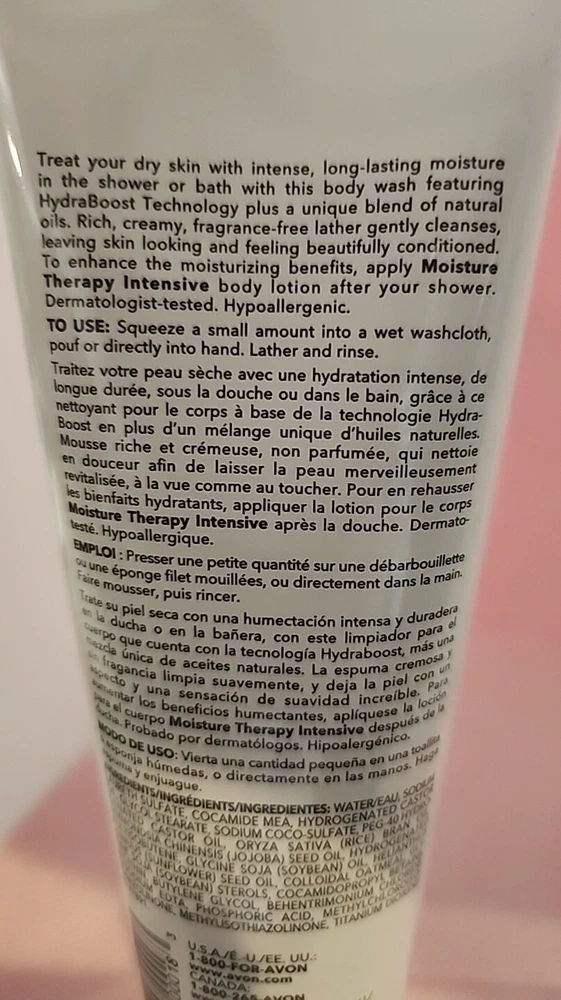 Treat your dry skin with intense, long-lasting moisture
in the shower or bath with this body wash featuring
HydraBoost Technology plus a unique blend of natural
oils. Rich, creamy, fragrance-free lather gently cleanses,
leaving skin looking and feeling beautifully conditioned.
To enhance the moisturizing benefits, apply Moisture
Therapy Intensive body lotion after your shower.
Dermatologist-tested. Hypoallergenic.
TO USE: Squeeze a small amount into a wet washcloth,
pouf or directly into hand. Lather and rinse.
Traitez votre peau sèche avec une hydratation intense, de
longue durée, sous la douche ou dans le bain, grâce à ce
nettoyant pour le corps à base de la technologie Hydra-
Boost en plus d'un mélange unique d'huiles naturelles.
Mousse riche et crémeuse, non parfumée, qui nettoie
en douceur afin de laisser la peau merveilleusement
revitalisée, à la vue comme au toucher. Pour en rehausser
les bienfaits hydratants, appliquer la lotion pour le corps
Moisture Therapy Intensive après la douche. Dermato-
testé. Hypoallergique.
EMPLOI : Presser une petite quantité sur une débarbouillette
ou une éponge filet mouillées, ou directement dans la main.
Faire mousser, puis rincer.
Trate su piel seca con una humectación intensa y duradera
en la ducha o en la bañera, con este limpiador para el
cuerpo que cuenta con la tecnología Hydraboost, más una
mezcla única de aceites naturales. La espuma cremosa y
fragancia limpia suavemente, y deja la piel con un
aspecto y una sensación de suavidad increíble. Para
los beneficios humectantes, aplíquese la loción
el cuerpo Moisture Therapy Intensive después de la
Probado por dermatólogos. Hipoalergénico.
MODO DE USO: Vierta una cantidad pequeña en una toallita
esponja húmedas, o directamente en las manos. Haga
y enjuague.
INGREDIENTS/INGRÉDIENTS/INGREDIENTES: WATER/EAU, SODIUM
SULFATE, COCAMIDE MEA, HYDROGENATED
STEARATE, SODIUM COCO-SULFATE, PEG-40
CASTOR OIL, ORYZA SATIVA (RICE) BRAN
CHINENSIS (JOJOBA) SEED OIL,
GLYCINE SOJA (SOYBEAN) OIL,
(SUNFLOWER) SEED OIL, COLLOIDAL OATMEAL,
(SOYBEAN) STEROLS, COCAMIDOPROPYL
BUTYLENE GLYCOL, BEHENTRIMONIUM
EDTA, PHOSPHORIC ACID,
METHYLISOTHIAZOLINONE, TITANIUM
U.S.A/E.-U./EE. UU.:
1-800-FOR-AVON
www.avon.com
CANADA:
1-800-265-AVON